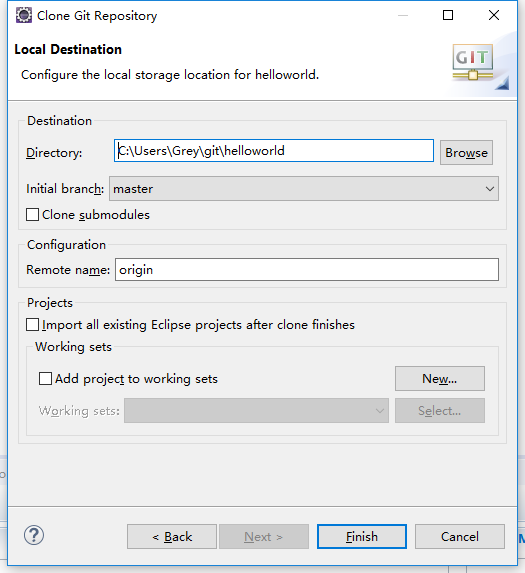 Clone Git Repository
Local Destination
Configure the local storage location for helloworld.
GIT
Destination
Directory: C:\Users\Grey\git\helloworld Browse
Initial branch: master
Clone submodules
Configuration
Remote name: origin
Projects
Import all existing Eclipse projects after clone finishes
Working sets
Add project to working sets New...
Working sets: Select...
? < Back Next > Finish Cancel